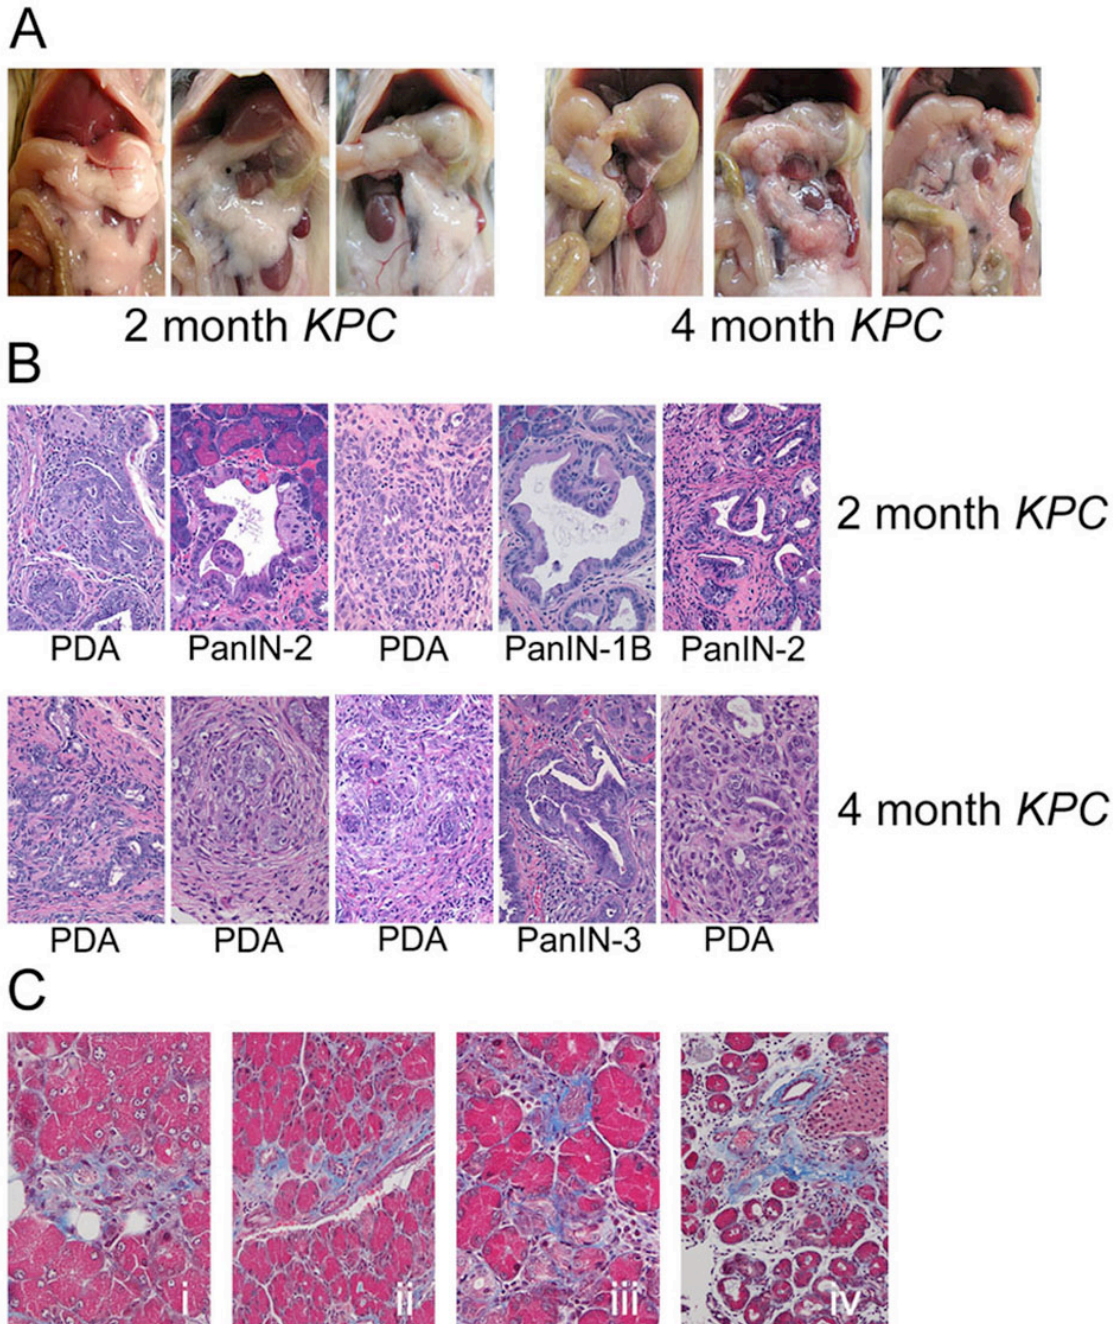 A
2 month KPC
4 month KPC
B
2 month KPC
PDA
PanIN-2
PDA
PanIN-1B
PanIN-2
4 month KPC
PDA
PDA
PDA
PanIN-3
PDA
C
i
ii
iii
iv